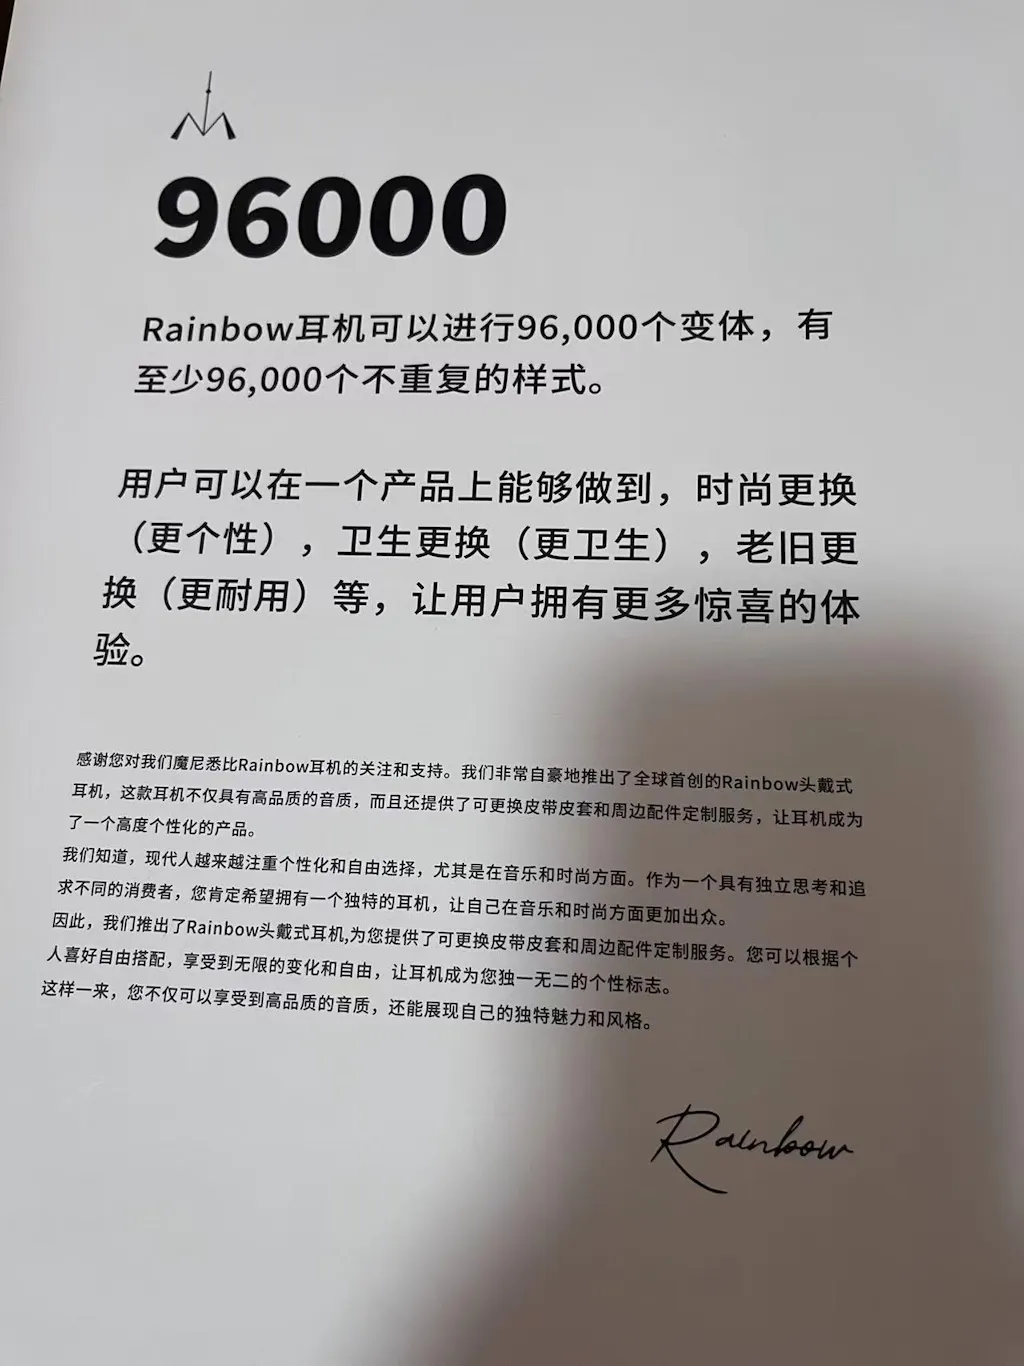 96000
Rainbow耳机可以进行96,000个变体，有
至少96,000个不重复的样式。
用户可以在一个产品上能够做到，时尚更换
（更个性），卫生更换（更卫生），老旧更
换（更耐用）等，让用户拥有更多惊喜的体
验。
感谢您对我们魔尼悉比Rainbow耳机的关注和支持。我们非常自豪地推出了全球首创的Rainbow头戴式
耳机，这款耳机不仅具有高品质的音质，而且还提供了可更换皮带皮套和周边配件定制服务，让耳机成为
了一个高度个性化的产品。
我们知道，现代人越来越注重个性化和自由选择，尤其是在音乐和时尚方面。作为一个具有独立思考和追
求不同的消费者，您肯定希望拥有一个独特的耳机，让自己在音乐和时尚方面更加出众。
因此，我们推出了Rainbow头戴式耳机,为您提供了可更换皮带皮套和周边配件定制服务。您可以根据个
人喜好自由搭配，享受到无限的变化和自由，让耳机成为您独一无二的个性标志。
这样一来，您不仅可以享受到高品质的音质，还能展现自己的独特魅力和风格。
Rainbow